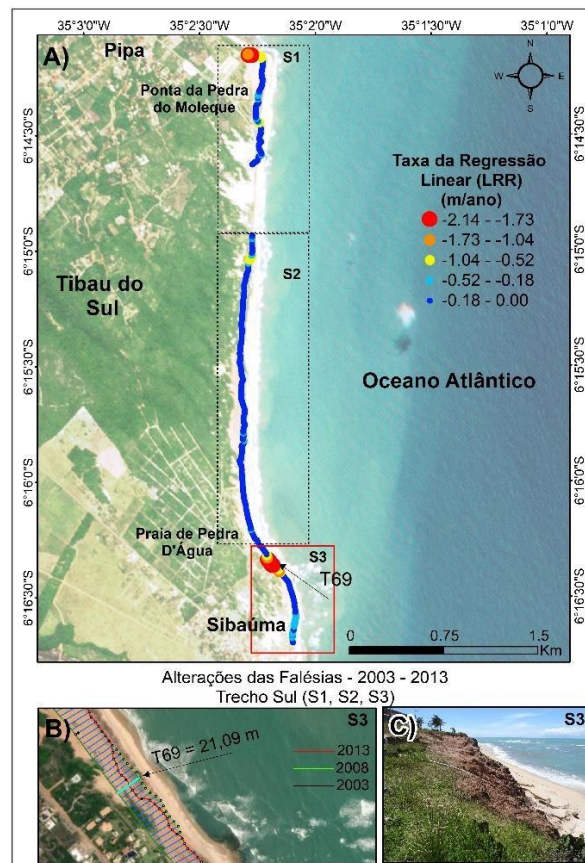 35°2'30"W
35°2'0"W
35°1'30"W
35°1'0"W
A)
Pipa
S1
N
W
E
S
Ponta da Pedra
do Moleque
6°14'30"S
6°14'30"S
Taxa da Regressão
Linear (LRR)
(m/ano)
-2.14 - -1.73
-1.73 - -1.04
-1.04 - -0.52
-0.52 - -0.18
-0.18 - 0.00
6°15'0"S
6°15'0"S
S2
Tibau do
Sul
6°15'30"S
6°15'30"S
Oceano Atlântico
6°16'0"S
6°16'0"S
Praia de Pedra
D'Água
S3
T69
6°16'30"S
6°16'30"S
Sibaúma
0 0.75 1.5
Km
Alterações das Falésias - 2003 - 2013
Trecho Sul (S1, S2, S3)
B)
S3
T69 = 21,09 m
2013
2008
2003
C)
S3